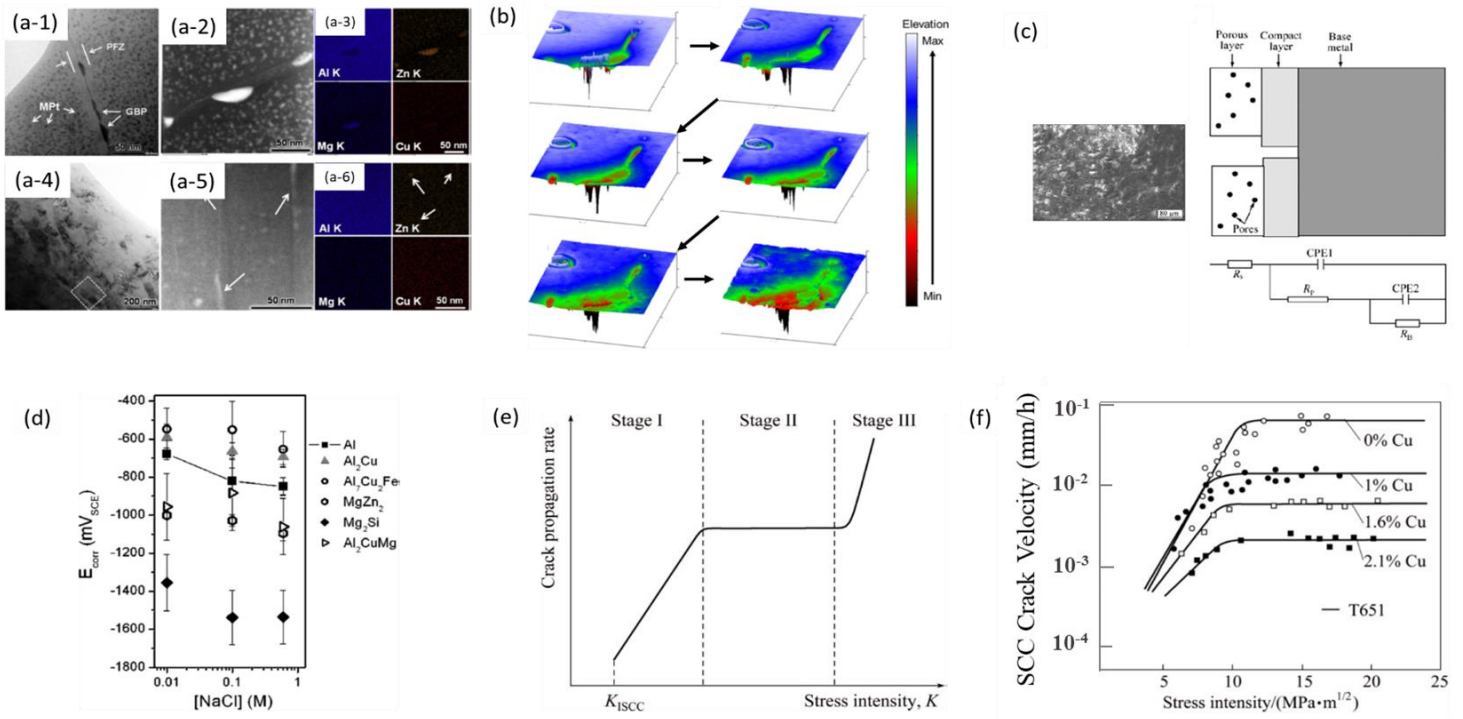 (a-1)
PFZ
MPt
GBP
50 nm
(a-2)
50 nm
(a-3)
Al K
Zn K
Mg K
Cu K
50 nm
(a-4)
200 nm
(a-5)
50 nm
(a-6)
Al K
Zn K
Mg K
Cu K
50 nm
(b)
Elevation
Max
Min
(c)
Porous
layer
Compact
layer
Base
metal
Pores
CPE1
Rs
Rp
CPE2
(d)
Ecorr (mVSCE)
-400
-600
-800
-1000
-1200
-1400
-1600
-1800
0.01
0.1
1
[NaCl] (M)
Al
Al2Cu
Al7Cu2Fe
MgZn2
Mg2Si
Al2CuMg
(e)
Stage I
Stage II
Stage III
Crack propagation rate
KISCC
Stress intensity, K
(f)
SCC Crack Velocity (mm/h)
10-1
10-2
10-3
10-4
0% Cu
1% Cu
1.6% Cu
2.1% Cu
T651
5
10
15
20
25
Stress intensity/(MPa•m1/2)